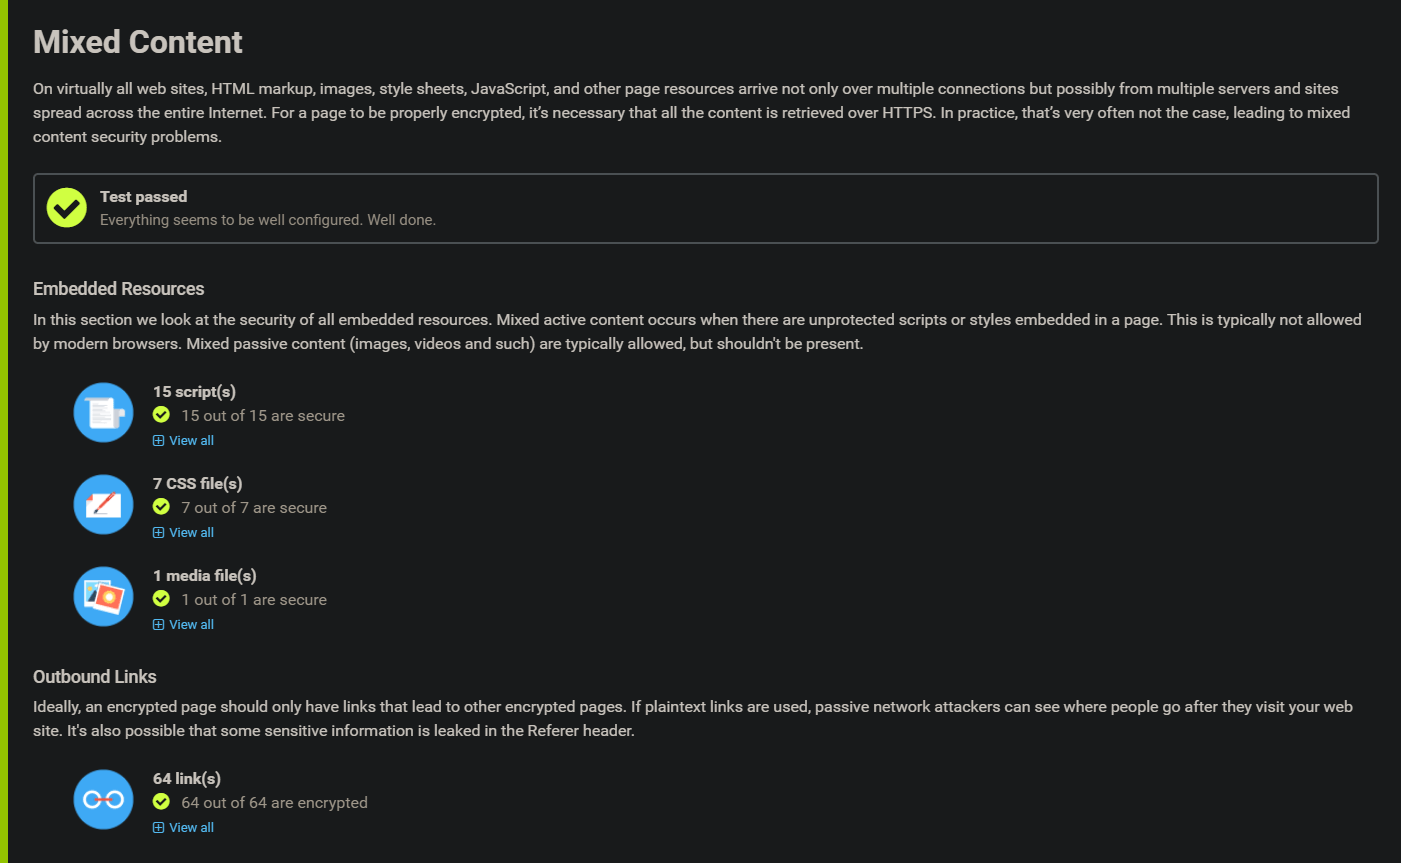 Mixed Content
On virtually all web sites, HTML markup, images, style sheets, JavaScript, and other page resources arrive not only over multiple connections but possibly from multiple servers and sites
spread across the entire Internet. For a page to be properly encrypted, it’s necessary that all the content is retrieved over HTTPS. In practice, that’s very often not the case, leading to mixed
content security problems.
Test passed
Everything seems to be well configured. Well done.
Embedded Resources
In this section we look at the security of all embedded resources. Mixed active content occurs when there are unprotected scripts or styles embedded in a page. This is typically not allowed
by modern browsers. Mixed passive content (images, videos and such) are typically allowed, but shouldn't be present.
15 script(s)
15 out of 15 are secure
View all
7 CSS file(s)
7 out of 7 are secure
View all
1 media file(s)
1 out of 1 are secure
View all
Outbound Links
Ideally, an encrypted page should only have links that lead to other encrypted pages. If plaintext links are used, passive network attackers can see where people go after they visit your web
site. It's also possible that some sensitive information is leaked in the Referer header.
64 link(s)
64 out of 64 are encrypted
View all